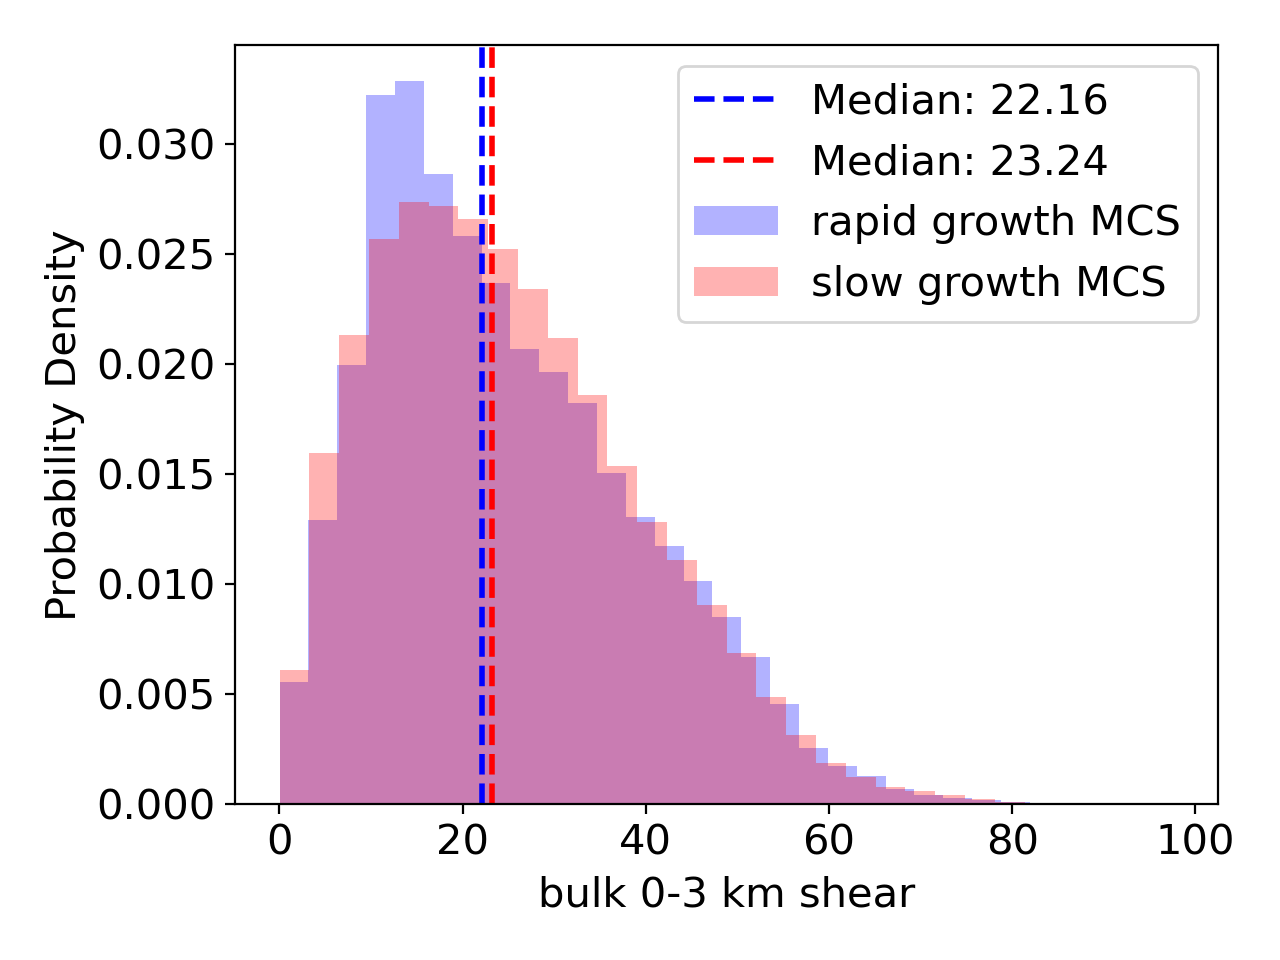 Median: 22.16
Median: 23.24
rapid growth MCS
slow growth MCS
Probability Density
0.030
0.025
0.020
0.015
0.010
0.005
0.000
0 20 40 60 80 100
bulk 0-3 km shear